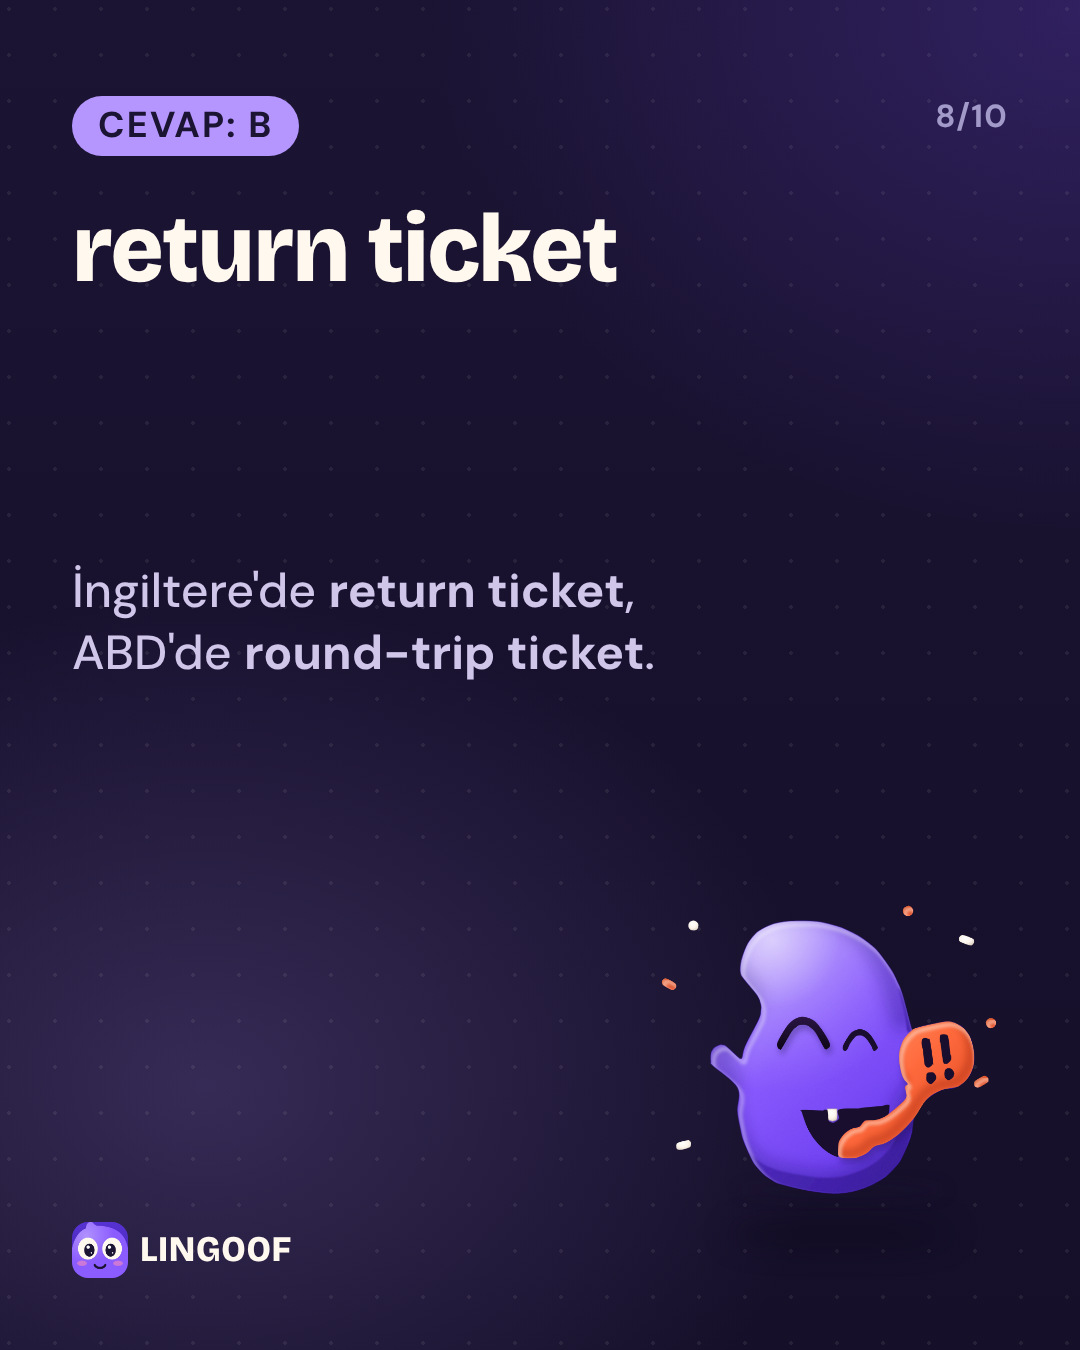 CEVAP: B
8/10
return ticket
İngiltere'de return ticket,
ABD'de round-trip ticket.
!!
LINGOOF